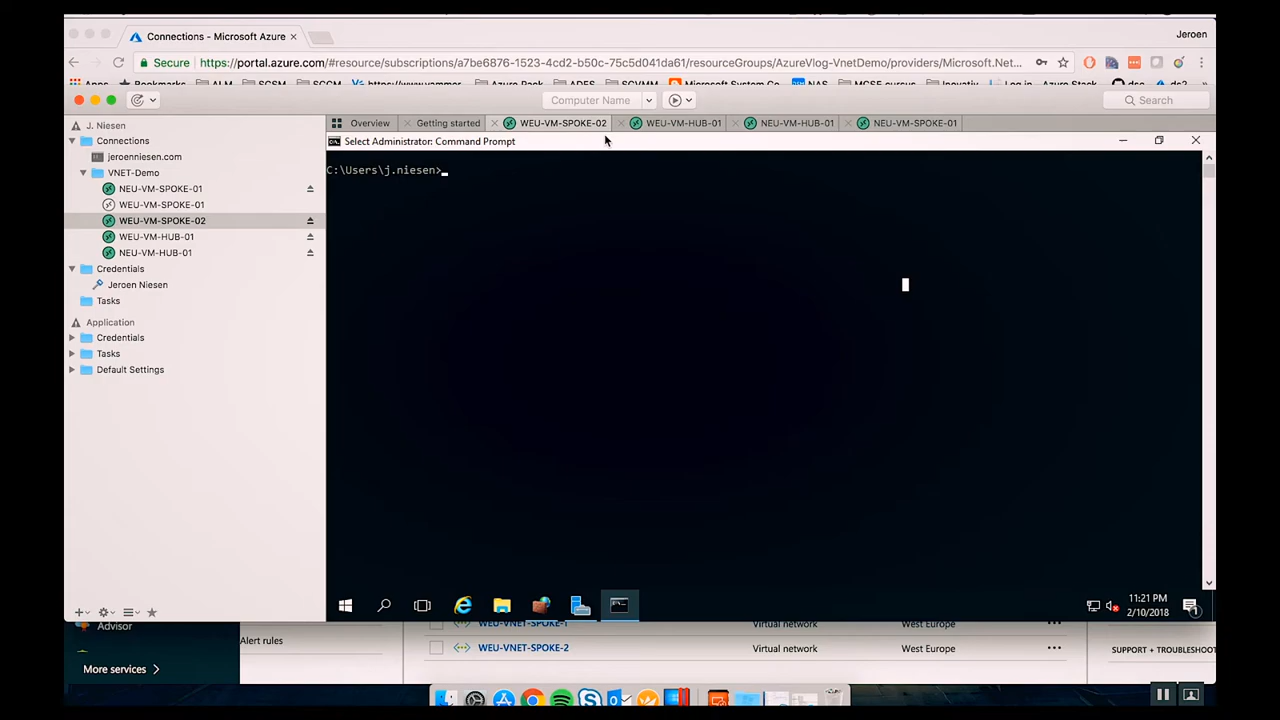 Connections - Microsoft Azure
Jeroen
Secure
https://portal.azure.com/#resource/subscriptions/a7be6876-1523-4cd2-b50c-75c5d041da61/resourceGroups/AzureVlog-VnetDemo/providers/Microsoft.Net...
Computer Name
Search
J. Niesen
Connections
jeroenniesen.com
VNET-Demo
NEU-VM-SPOKE-01
WEU-VM-SPOKE-01
WEU-VM-SPOKE-02
WEU-VM-HUB-01
NEU-VM-HUB-01
Credentials
Jeroen Niesen
Tasks
Application
Credentials
Tasks
Default Settings
Overview
Getting started
WEU-VM-SPOKE-02
WEU-VM-HUB-01
NEU-VM-HUB-01
NEU-VM-SPOKE-01
Select Administrator: Command Prompt
C:\Users\j.niesen>
11:21 PM
2/10/2018
Advisor
More services
Alert rules
WEU-VNET-SPOKE-1
Virtual network
West Europe
WEU-VNET-SPOKE-2
Virtual network
West Europe
SUPPORT + TROUBLESHOOT